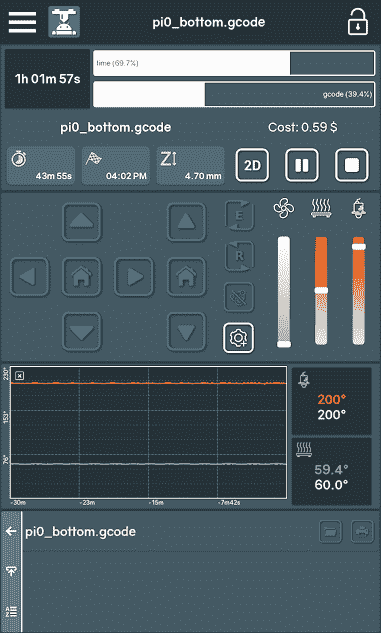 pi0_bottom.gcode
1h 01m 57s
time (69.7%)
gcode (39.4%)
pi0_bottom.gcode
Cost: 0.59 $
43m 55s
04:02 PM
Z
4.70 mm
2D
E
R
230°
153°
76°
-30m
-23m
-15m
-7m42s
200°
200°
59.4°
60.0°
pi0_bottom.gcode